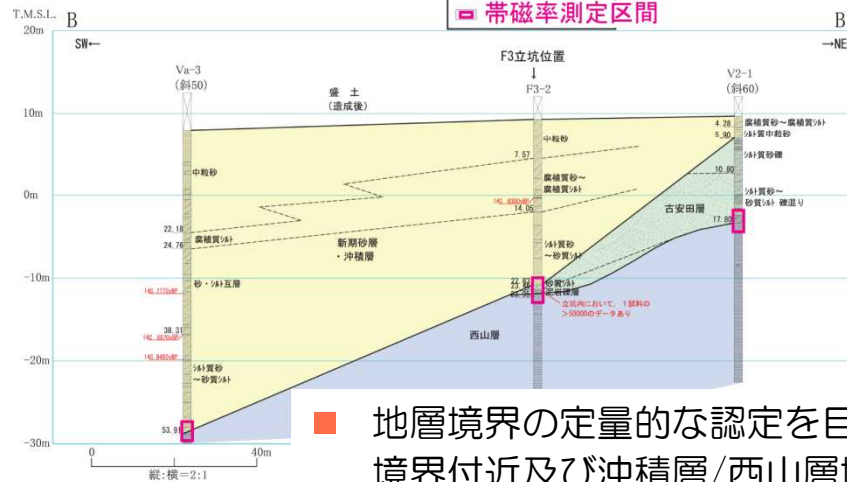 帯磁率測定区間
T.M.S.L.
20m
B
B'
SW←
→NE
Va-3
(斜50)
盛 土
(造成後)
F3立坑位置
↓
F3-2
V2-1
(斜60)
10m
中粒砂
中粒砂
7.57
4.28
腐植質砂～腐植質シルト
5.90
シルト質中粒砂
シルト質砂礫
腐植質砂～
腐植質シルト
10.80
0m
14.05
シルト質砂～
砂質シルト 礫混り
古安田層
17.80
22.18
腐植質シルト
24.76
新期砂層
・沖積層
シルト質砂
～砂質シルト
-10m
砂・シルト互層
砂質シルト
泥岩礫層
立坑内において、1試料の
>50000のデータあり
38.31
西山層
-20m
シルト質砂
～砂質シルト
53.91
-30m
0
40m
縦:横=2:1
地層境界の定量的な認定を目
境界付近及び沖積層/西山層